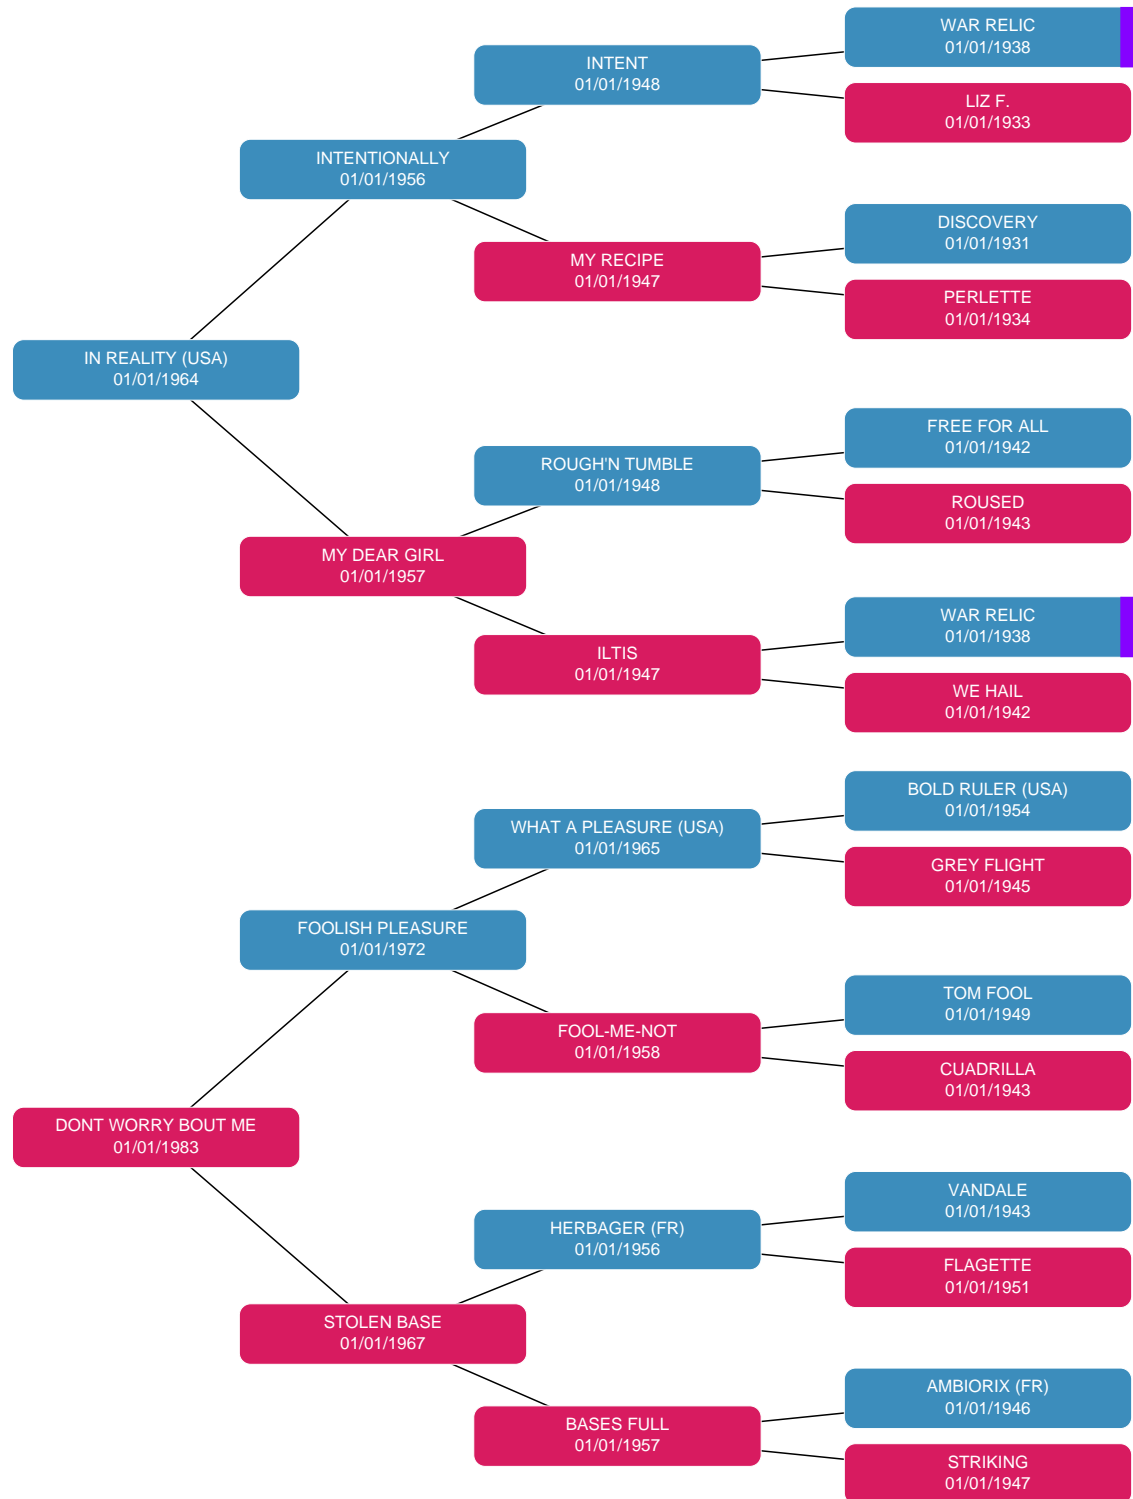 WAR RELIC
01/01/1938
INTENT
01/01/1948
LIZ F.
01/01/1933
INTENTIONALLY
01/01/1956
DISCOVERY
01/01/1931
MY RECIPE
01/01/1947
PERLETTE
01/01/1934
IN REALITY (USA)
01/01/1964
FREE FOR ALL
01/01/1942
ROUGH'N TUMBLE
01/01/1948
ROUSED
01/01/1943
MY DEAR GIRL
01/01/1957
WAR RELIC
01/01/1938
ILTIS
01/01/1947
WE HAIL
01/01/1942
BOLD RULER (USA)
01/01/1954
WHAT A PLEASURE (USA)
01/01/1965
GREY FLIGHT
01/01/1945
FOOLISH PLEASURE
01/01/1972
TOM FOOL
01/01/1949
FOOL-ME-NOT
01/01/1958
CUADRILLA
01/01/1943
DONT WORRY BOUT ME
01/01/1983
VANDALE
01/01/1943
HERBAGER (FR)
01/01/1956
FLAGETTE
01/01/1951
STOLEN BASE
01/01/1967
AMBIORIX (FR)
01/01/1946
BASES FULL
01/01/1957
STRIKING
01/01/1947